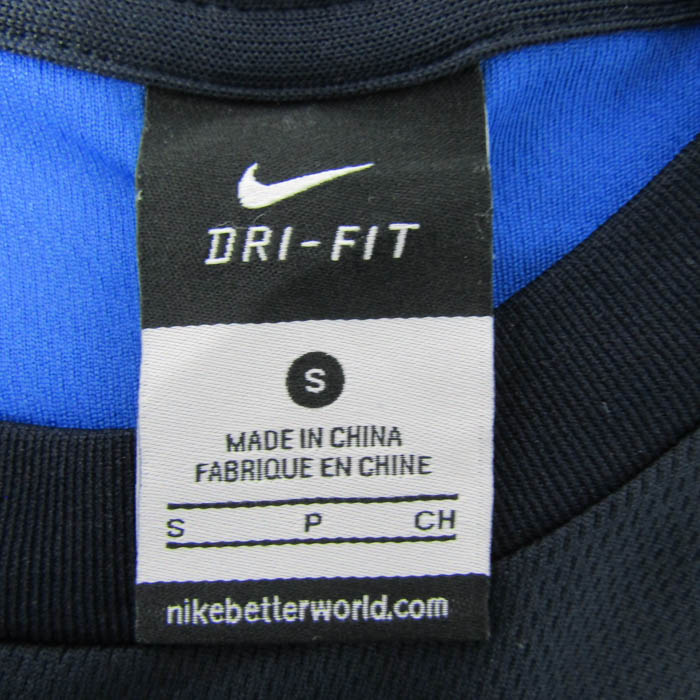 DRI-FIT
S
MADE IN CHINA
FABRIQUE EN CHINE
S P CH
nikebetterworld.com